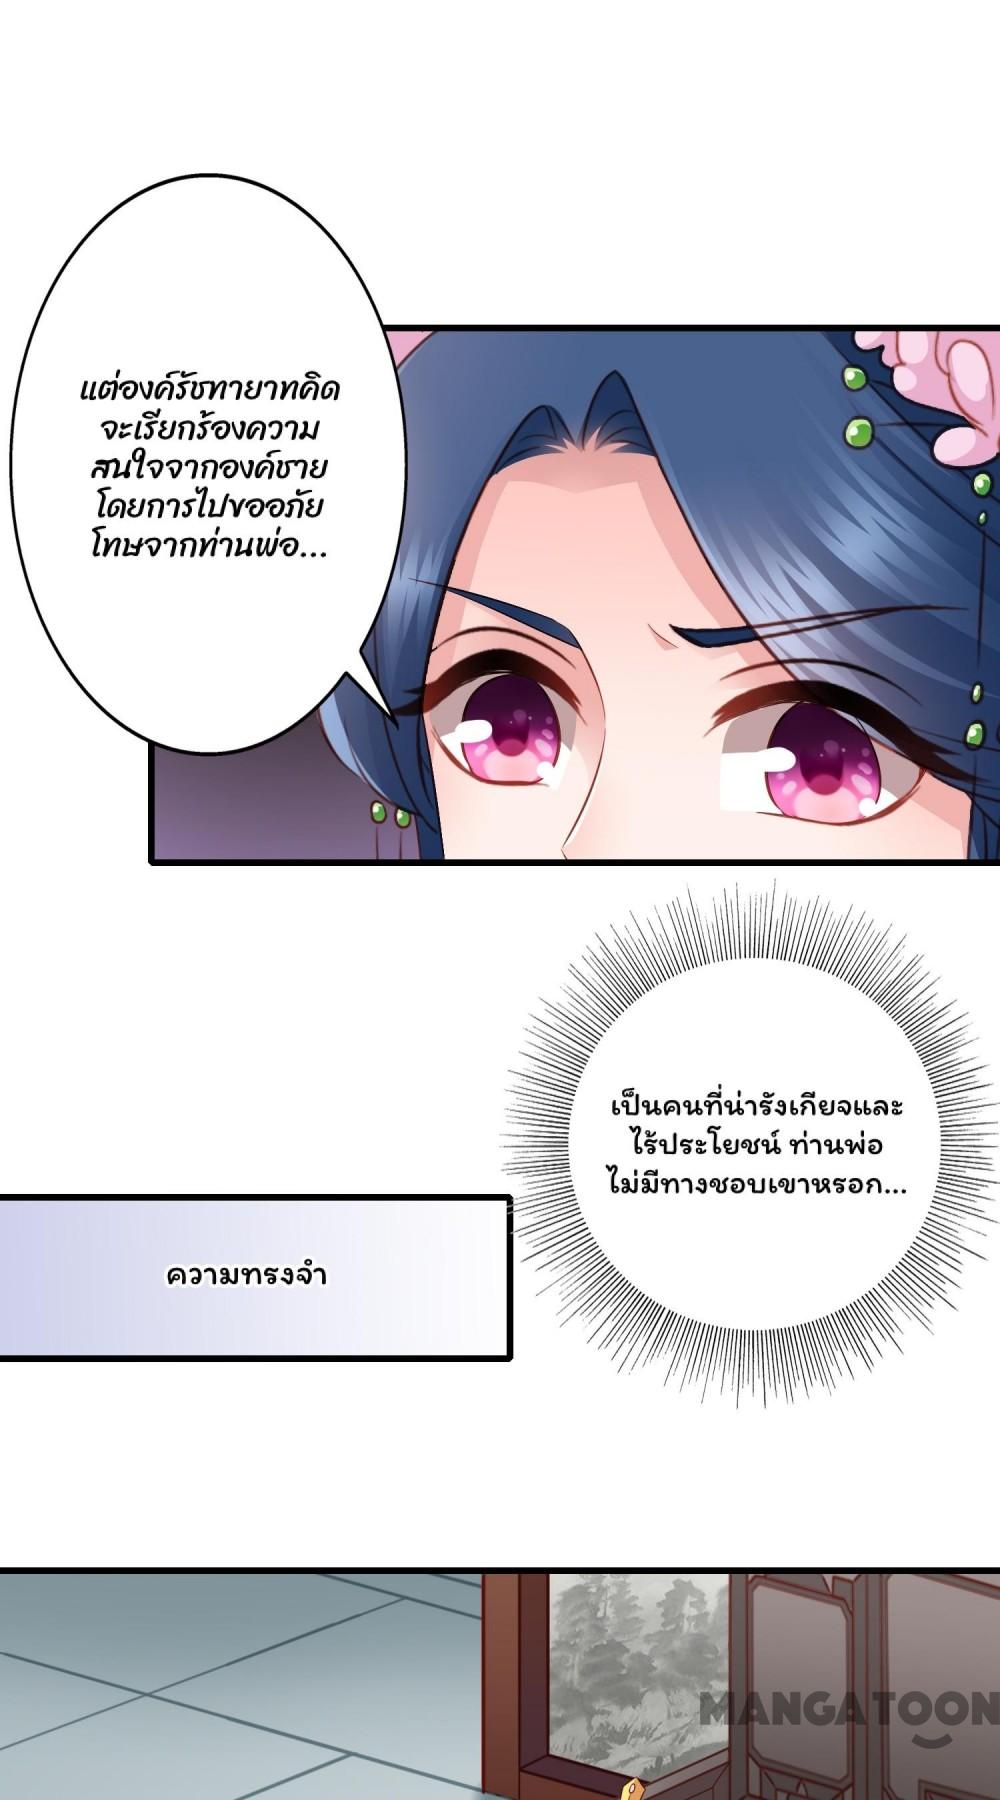 แต่องค์รัชทายาทคิด
จะเรียกร้องความ
สนใจจากองค์ชาย
โดยการไปขออภัย
โทษจากท่านพ่อ...
เป็นคนที่น่ารังเกียจและ
ไร้ประโยชน์ ท่านพ่อ
ไม่มีทางชอบเขาหรอก...
ความทรงจำ
MANGATOON